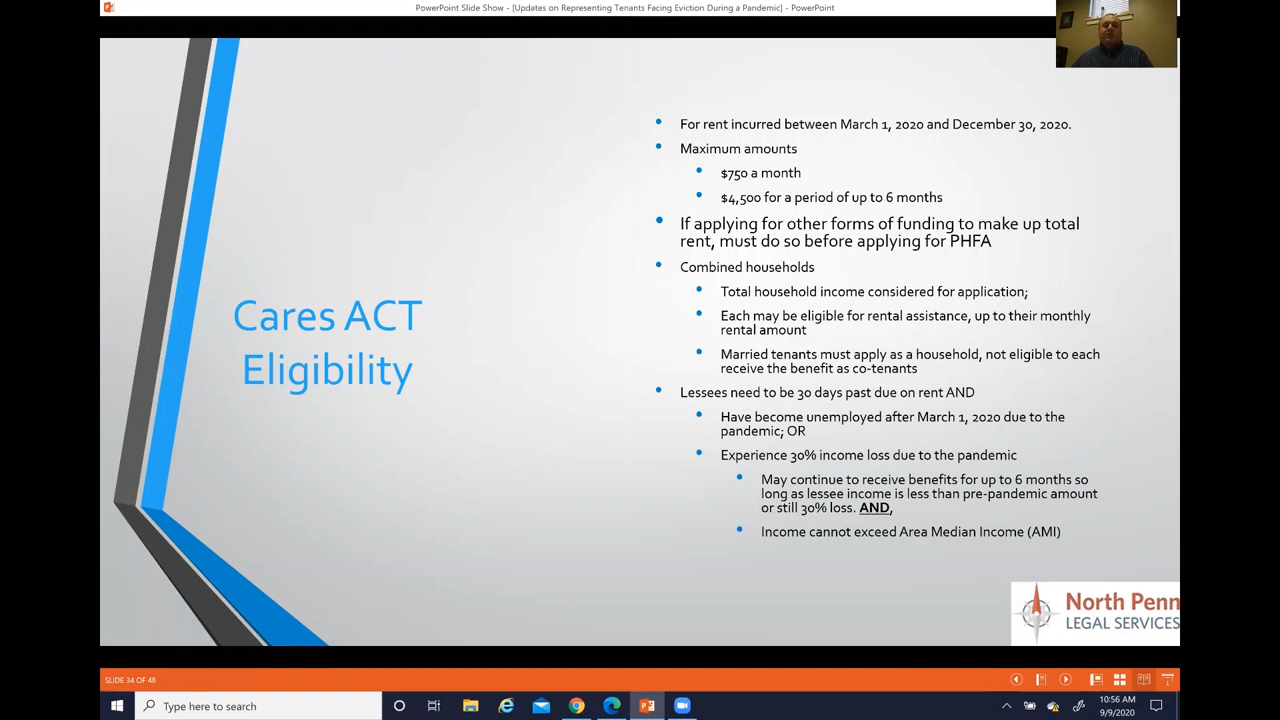 PowerPoint Slide Show - [Updates on Representing Tenants Facing Eviction During a Pandemic] - PowerPoint
Cares ACT
Eligibility
For rent incurred between March 1, 2020 and December 30, 2020.
Maximum amounts
$750 a month
$4,500 for a period of up to 6 months
If applying for other forms of funding to make up total
rent, must do so before applying for PHFA
Combined households
Total household income considered for application;
Each may be eligible for rental assistance, up to their monthly
rental amount
Married tenants must apply as a household, not eligible to each
receive the benefit as co-tenants
Lessees need to be 30 days past due on rent AND
Have become unemployed after March 1, 2020 due to the
pandemic; OR
Experience 30% income loss due to the pandemic
May continue to receive benefits for up to 6 months so
long as lessee income is less than pre-pandemic amount
or still 30% loss. AND,
Income cannot exceed Area Median Income (AMI)
North Penn
LEGAL SERVICES
SLIDE 34 OF 48
Type here to search
10:56 AM
9/9/2020